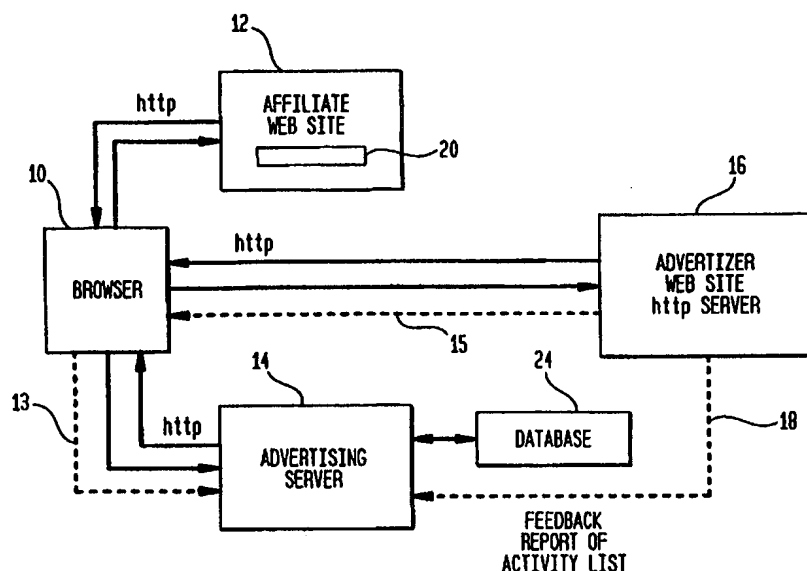 12
http
AFFILIATE
WEB SITE
20
10
16
http
BROWSER
ADVERTIZER
WEB SITE
http SERVER
15
14
24
13
http
18
DATABASE
ADVERTISING
SERVER
FEEDBACK
REPORT OF
ACTIVITY LIST